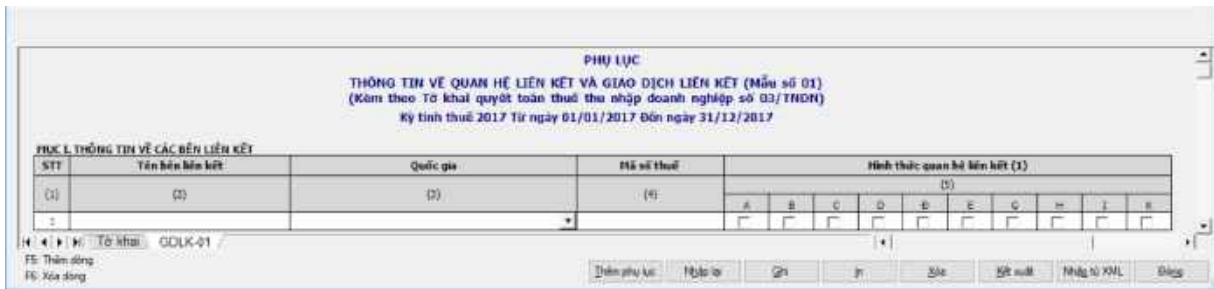 PHỤ LỤC
THÔNG TIN VỀ QUAN HỆ LIÊN KẾT VÀ GIAO DỊCH LIÊN KẾT (Mẫu số 01)
(Kèm theo Tờ khai quyết toán thuế thu nhập doanh nghiệp số 03/TNDN)
Kỳ tính thuế 2017 Từ ngày 01/01/2017 Đến ngày 31/12/2017
MỤC I. THÔNG TIN VỀ CÁC BÊN LIÊN KẾT
STT Tên bên liên kết Quốc gia Mã số thuế Hình thức quan hệ liên kết (1)
(1) (2) (3) (4) (5)
A B C D Đ E G H I K
1
Tờ khai GDLK-01
F5: Thêm dòng
F6: Xóa dòng
Thêm phụ lục Nhập lại Ghi In Xóa Kết xuất Nhập từ XML Đóng